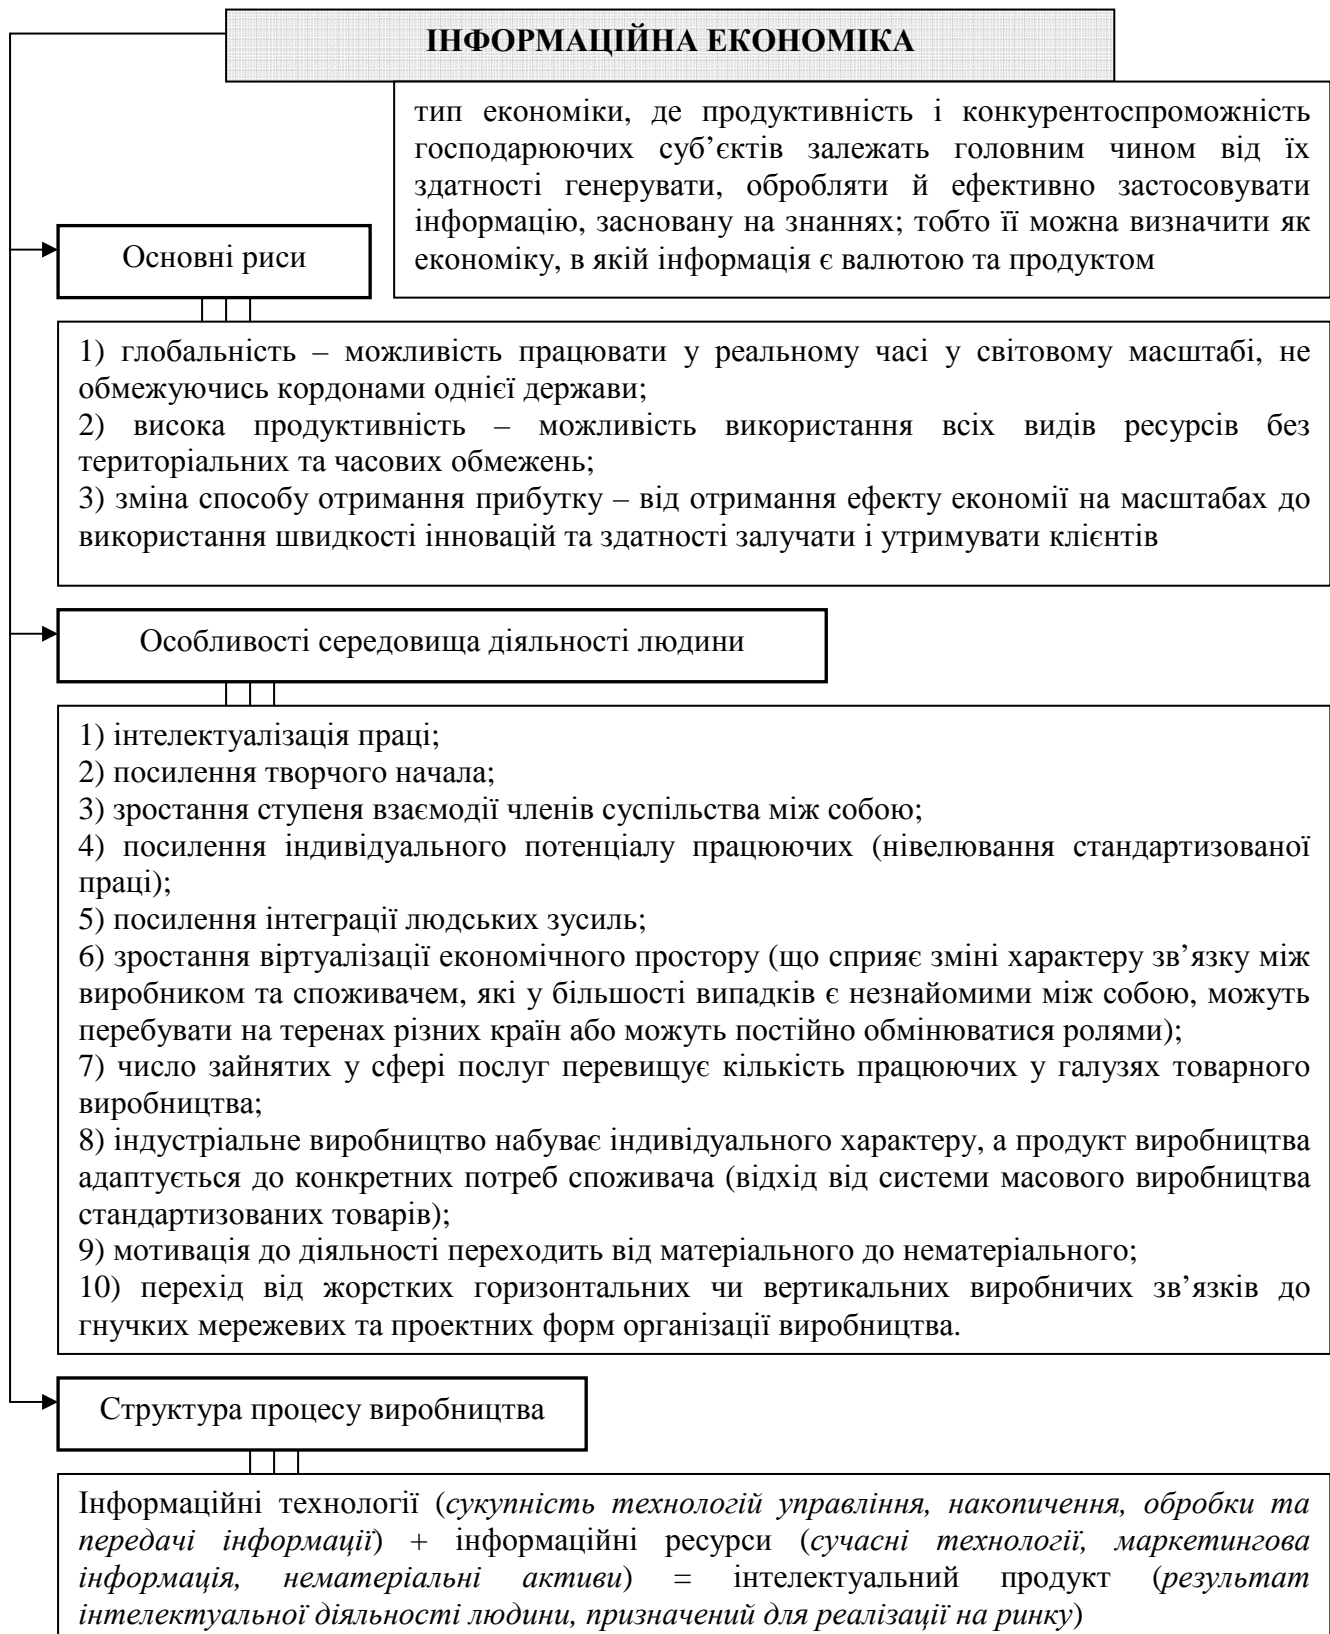 ІНФОРМАЦІЙНА ЕКОНОМІКА
тип економіки, де продуктивність і конкурентоспроможність
господарюючих суб’єктів залежать головним чином від їх
здатності генерувати, обробляти й ефективно застосовувати
інформацію, засновану на знаннях; тобто її можна визначити як
економіку, в якій інформація є валютою та продуктом
Основні риси
1) глобальність – можливість працювати у реальному часі у світовому масштабі, не
обмежуючись кордонами однієї держави;
2) висока продуктивність – можливість використання всіх видів ресурсів без
територіальних та часових обмежень;
3) зміна способу отримання прибутку – від отримання ефекту економії на масштабах до
використання швидкості інновацій та здатності залучати і утримувати клієнтів
Особливості середовища діяльності людини
1) інтелектуалізація праці;
2) посилення творчого начала;
3) зростання ступеня взаємодії членів суспільства між собою;
4) посилення індивідуального потенціалу працюючих (нівелювання стандартизованої
праці);
5) посилення інтеграції людських зусиль;
6) зростання віртуалізації економічного простору (що сприяє зміні характеру зв’язку між
виробником та споживачем, які у більшості випадків є незнайомими між собою, можуть
перебувати на теренах різних країн або можуть постійно обмінюватися ролями);
7) число зайнятих у сфері послуг перевищує кількість працюючих у галузях товарного
виробництва;
8) індустріальне виробництво набуває індивідуального характеру, а продукт виробництва
адаптується до конкретних потреб споживача (відхід від системи масового виробництва
стандартизованих товарів);
9) мотивація до діяльності переходить від матеріального до нематеріального;
10) перехід від жорстких горизонтальних чи вертикальних виробничих зв’язків до
гнучких мережевих та проектних форм організації виробництва.
Структура процесу виробництва
Інформаційні технології (сукупність технологій управління, накопичення, обробки та
передачі інформації) + інформаційні ресурси (сучасні технології, маркетингова
інформація, нематеріальні активи) = інтелектуальний продукт (результат
інтелектуальної діяльності людини, призначений для реалізації на ринку)